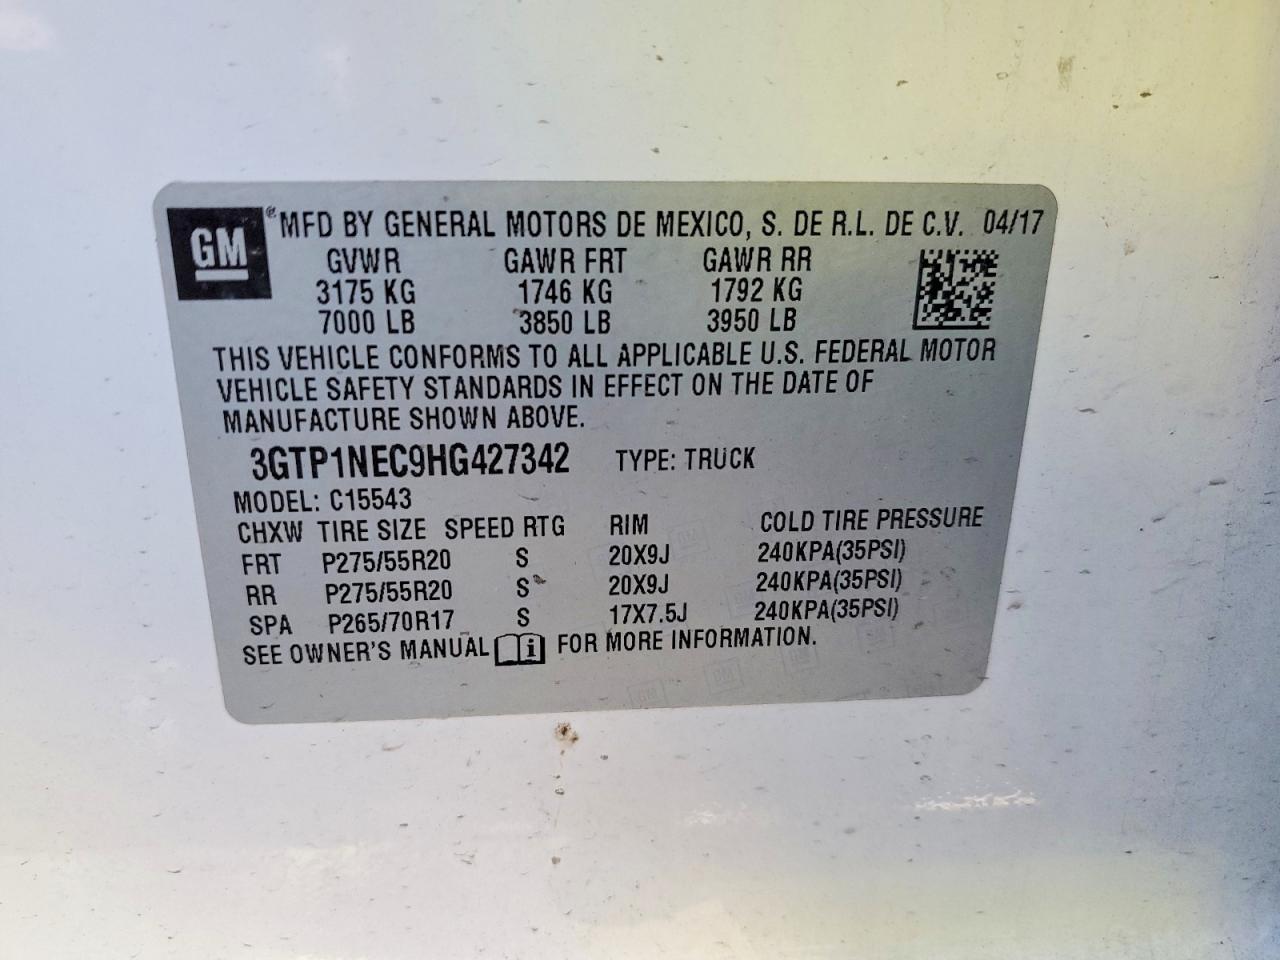 GM ® MFD BY GENERAL MOTORS DE MEXICO, S. DE R.L. DE C.V. 04/17
GVWR GAWR FRT GAWR RR
3175 KG 1746 KG 1792 KG
7000 LB 3850 LB 3950 LB
THIS VEHICLE CONFORMS TO ALL APPLICABLE U.S. FEDERAL MOTOR
VEHICLE SAFETY STANDARDS IN EFFECT ON THE DATE OF
MANUFACTURE SHOWN ABOVE.
3GTP1NEC9HG427342 TYPE: TRUCK
MODEL: C15543
CHXW TIRE SIZE SPEED RTG RIM COLD TIRE PRESSURE
FRT P275/55R20 S 20X9J 240KPA(35PSI)
RR P275/55R20 S 20X9J 240KPA(35PSI)
SPA P265/70R17 S 17X7.5J 240KPA(35PSI)
SEE OWNER'S MANUAL i FOR MORE INFORMATION.